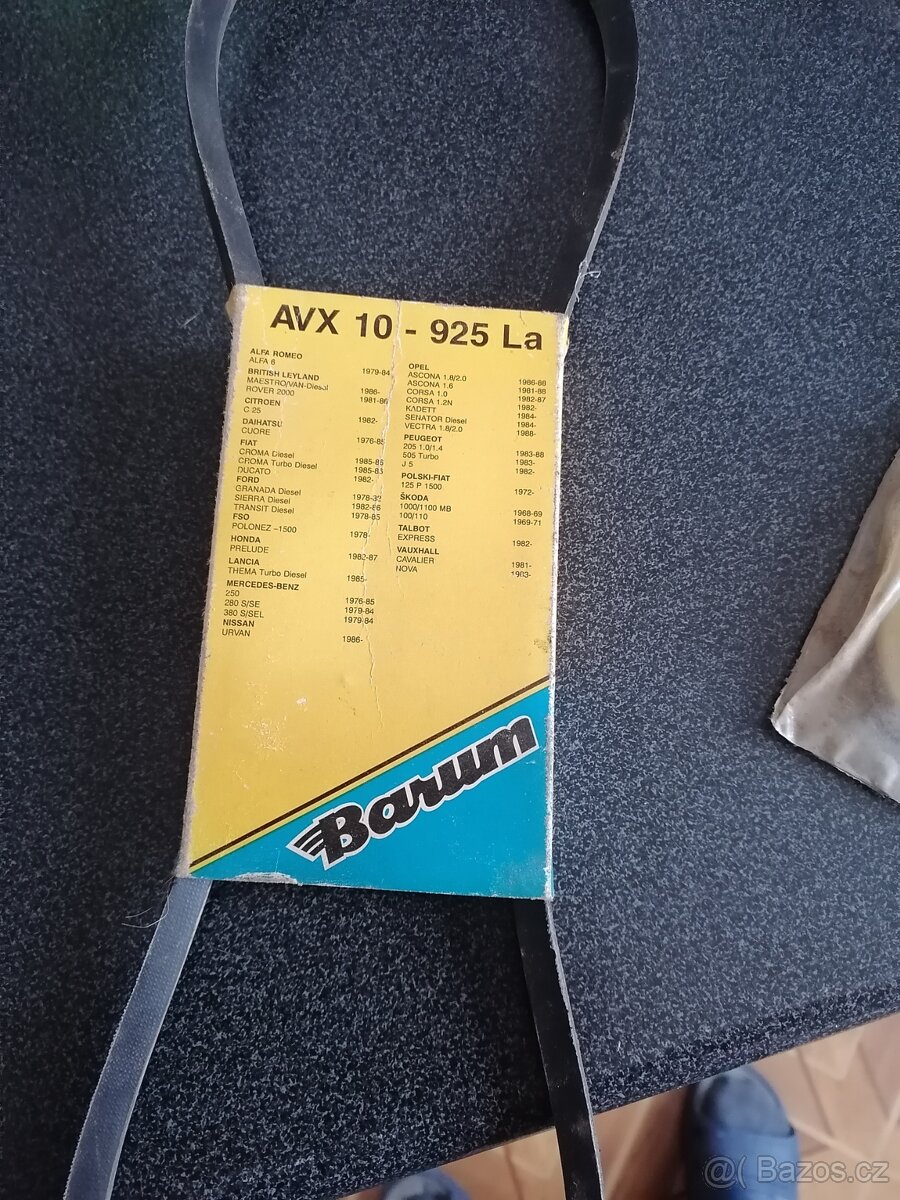 AVX 10 - 925 La
ALFA ROMEO
ALFA 6 1979-84
BRITISH LEYLAND
MAESTRO/VAN-Diesel 1986-
ROVER 2000 1981-86
CITROEN
C 25 1982-
DAIHATSU
CUORE 1976-85
FIAT
CROMA Diesel 1985-85
CROMA Turbo Diesel 1985-85
DUCATO 1982-
FORD
GRANADA Diesel 1978-82
SIERRA Diesel 1982-86
TRANSIT Diesel 1978-85
FSO
POLONEZ –1500 1978-
HONDA
PRELUDE 1982-87
LANCIA
THEMA Turbo Diesel 1985-
MERCEDES-BENZ
250 1976-85
280 S/SE 1979-84
380 S/SEL 1979-84
NISSAN
URVAN 1986-
OPEL
ASCONA 1.8/2.0 1986-88
ASCONA 1.6 1981-88
CORSA 1.0 1982-87
CORSA 1.2N 1982-
KADETT 1984-
SENATOR Diesel 1984-
VECTRA 1.8/2.0 1988-
PEUGEOT
205 1.0/1.4 1983-88
505 Turbo 1983-
J 5 1982-
POLSKI-FIAT
125 P 1500 1972-
ŠKODA
1000/1100 MB 1968-69
100/110 1969-71
TALBOT
EXPRESS 1982-
VAUXHALL
CAVALIER 1981-
NOVA 1983-
Barum
@( Bazos.cz